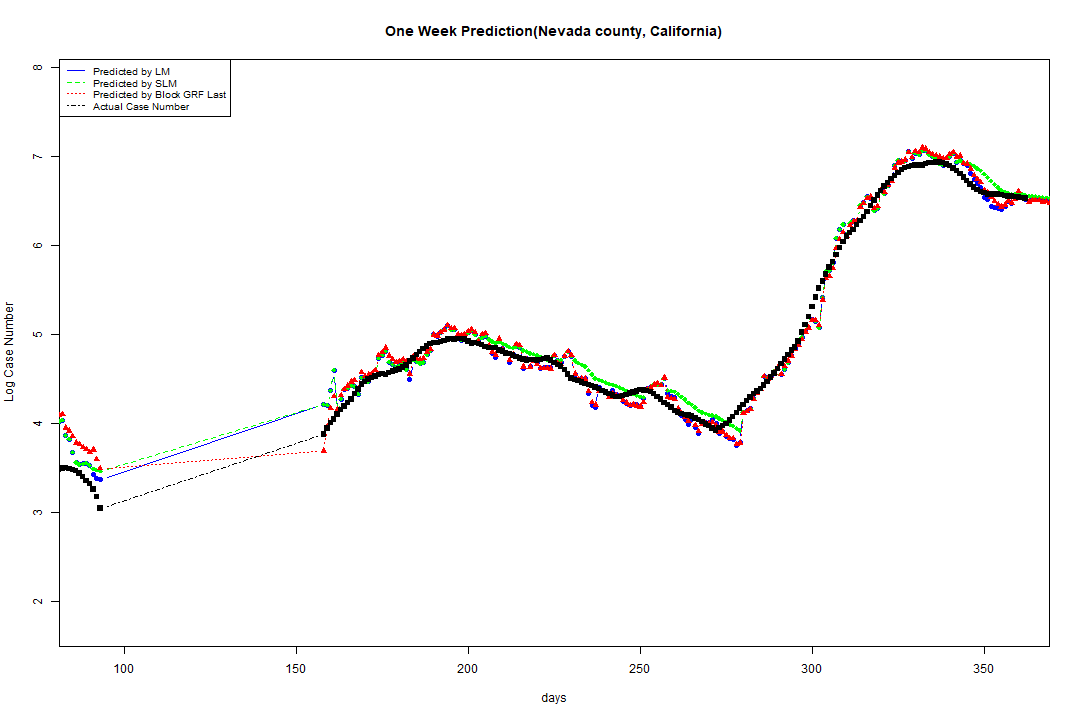 One Week Prediction(Nevada county, California)
Predicted by LM
Predicted by SLM
Predicted by Block GRF Last
Actual Case Number
8
7
6
5
4
3
2
Log Case Number
100 150 200 250 300 350
days